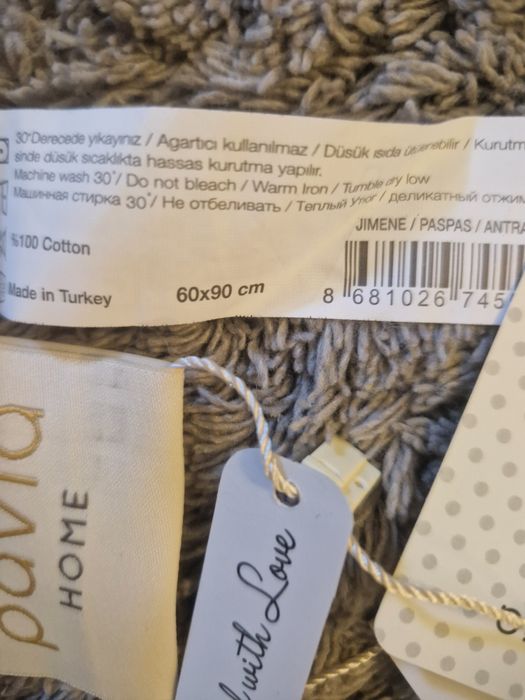 30°Derecede yıkayınız / Agartıcı kullanılmaz / Düsük ısıda ütülenebilir / Kurutm
sinde düsük sıcaklıkta hassas kurutma yapılır.
Machine wash 30°/ Do not bleach / Warm Iron / Tumble dry low
Машинная стирка 30°/ Не отбеливать / Теплый Утюг / деликатный отжим
JIMENE / PASPAS / ANTRA
%100 Cotton
Made in Turkey
60x90 cm
8 681026 745
pavia
HOME
with Love